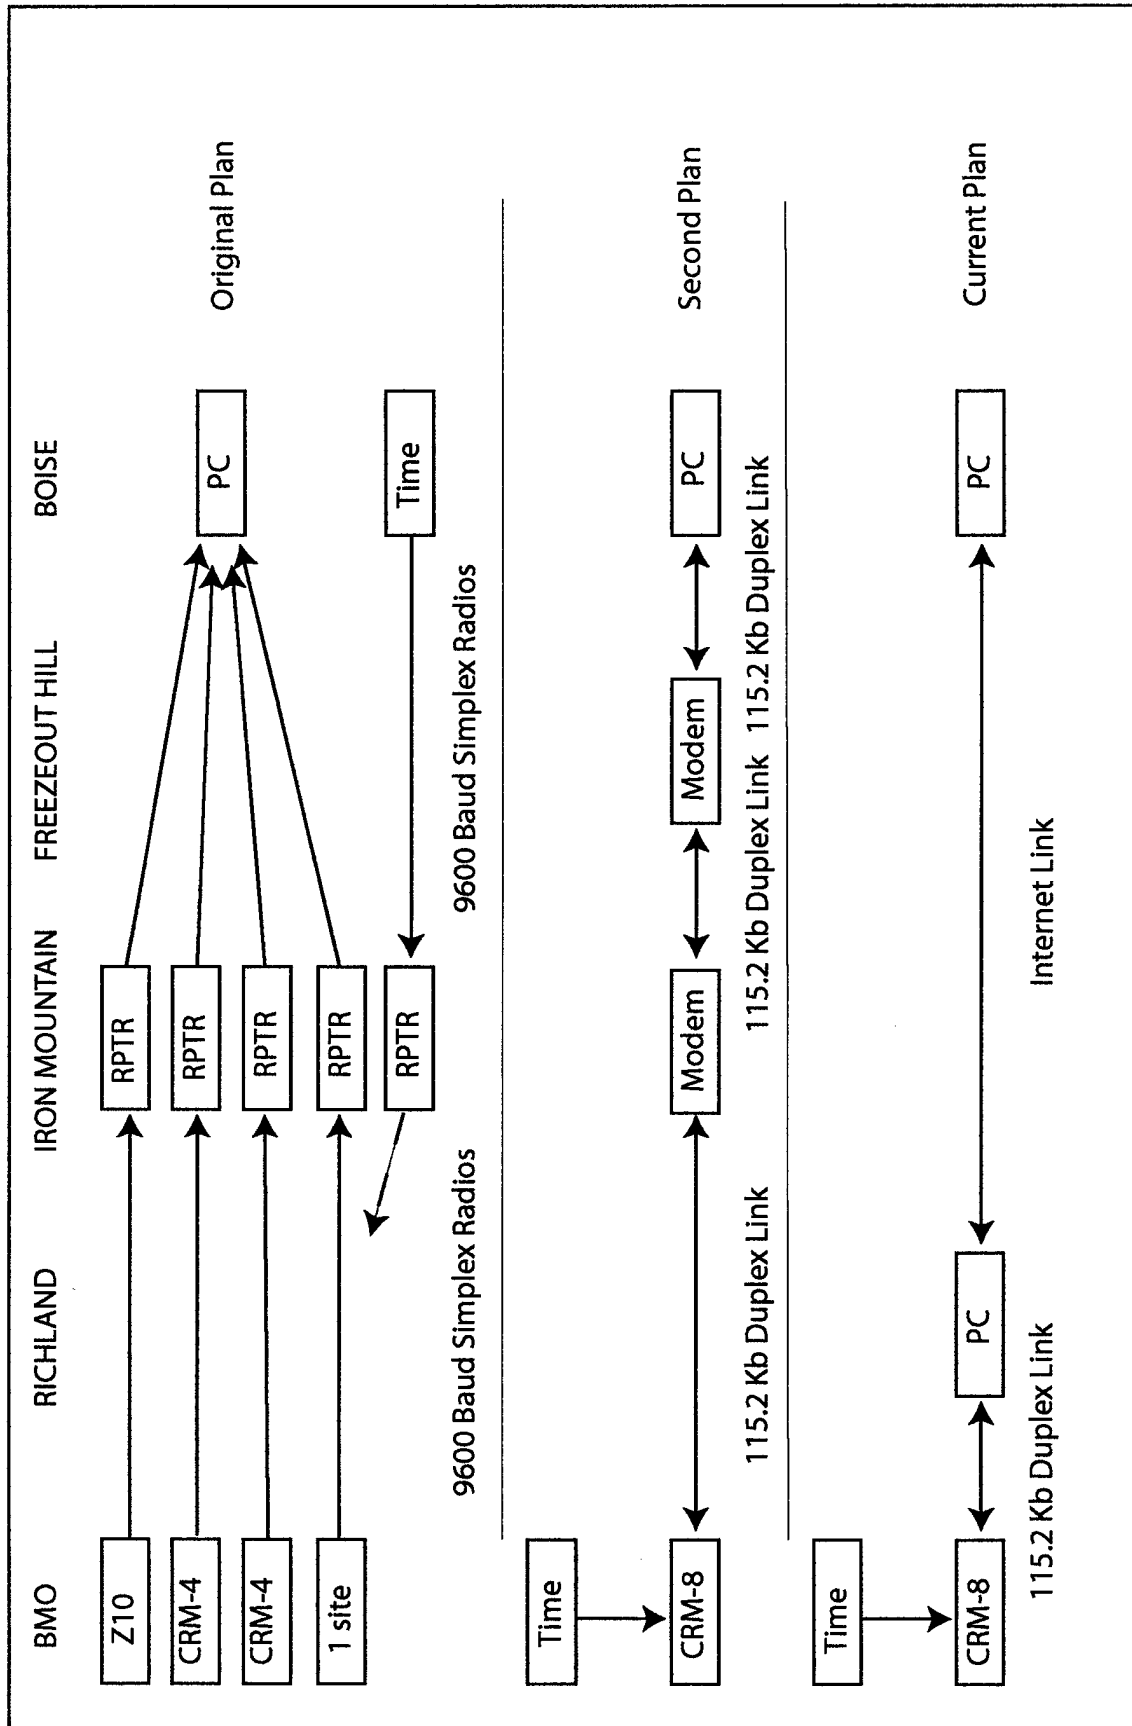 BMO
RICHLAND
IRON MOUNTAIN
FREEZEOUT HILL
BOISE
Z10
RPTR
CRM-4
RPTR
PC
Original Plan
CRM-4
RPTR
1 site
RPTR
RPTR
Time
9600 Baud Simplex Radios
9600 Baud Simplex Radios
Time
CRM-8
Modem
Modem
PC
Second Plan
115.2 Kb Duplex Link
115.2 Kb Duplex Link
115.2 Kb Duplex Link
Time
CRM-8
PC
PC
Current Plan
115.2 Kb Duplex Link
Internet Link